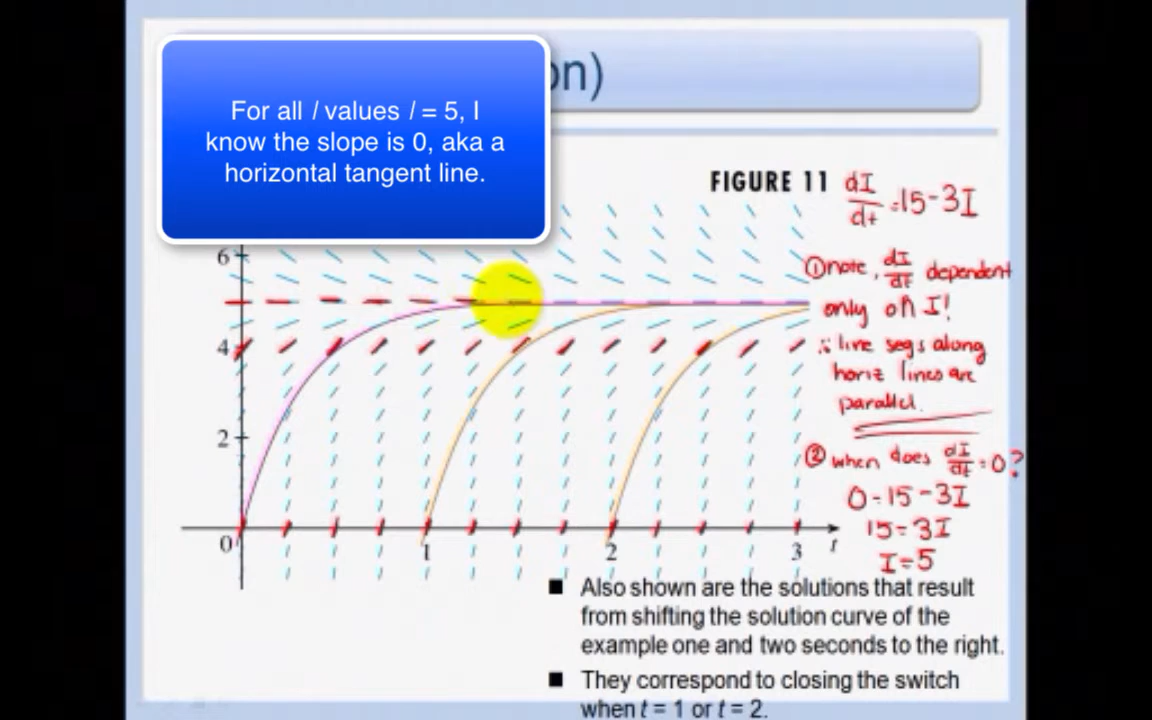 on)
For all I values I = 5, I
know the slope is 0, aka a
horizontal tangent line.
FIGURE 11
dI/dt = 15-3I
① note, dI/dt dependent
only on I!
∴ line segs along
horiz lines are
parallel.
② when does dI/dt = 0?
0=15-3I
15=3I
I=5
6
4
2
0
1
2
3
t
■ Also shown are the solutions that result
from shifting the solution curve of the
example one and two seconds to the right.
■ They correspond to closing the switch
when t = 1 or t = 2.